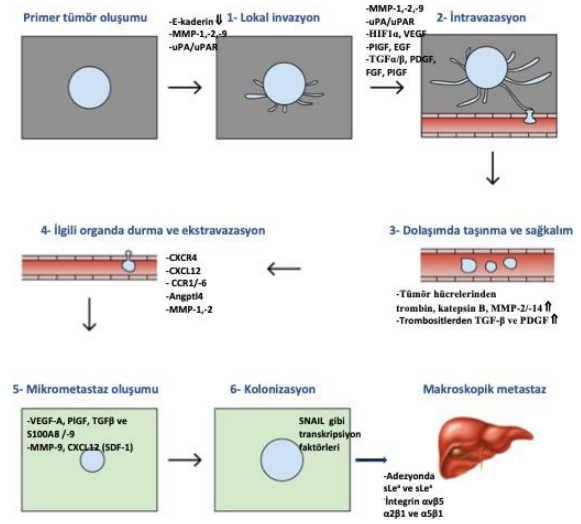 Primer tümör oluşumu
-E-kaderin ⇓
-MMP-1,-2,-9
-uPA/uPAR
1- Lokal invazyon
-MMP-1,-2,-9
-uPA/uPAR
-HIF1α, VEGF
-PIGF, EGF
-TGFα/β, PDGF,
FGF, PIGF
2- İntravazasyon
4- İlgili organda durma ve ekstravazasyon
-CXCR4
-CXCL12
- CCR1/-6
-Angptl4
-MMP-1,-2
3- Dolaşımda taşınma ve sağkalım
-Tümör hücrelerinden
trombin, katepsin B, MMP-2/-14 ⇑
-Trombositlerden TGF-β ve PDGF ⇑
5- Mikrometastaz oluşumu
-VEGF-A, PlGF, TGFβ ve
S100A8 /-9
-MMP-9, CXCL12 (SDF-1)
6- Kolonizasyon
SNAIL gibi
transkripsiyon
faktörleri
Makroskopik metastaz
-Adezyonda
sLeˣ ve sLeˣ
İntegrin αvβ5
α2β1 ve α5β1